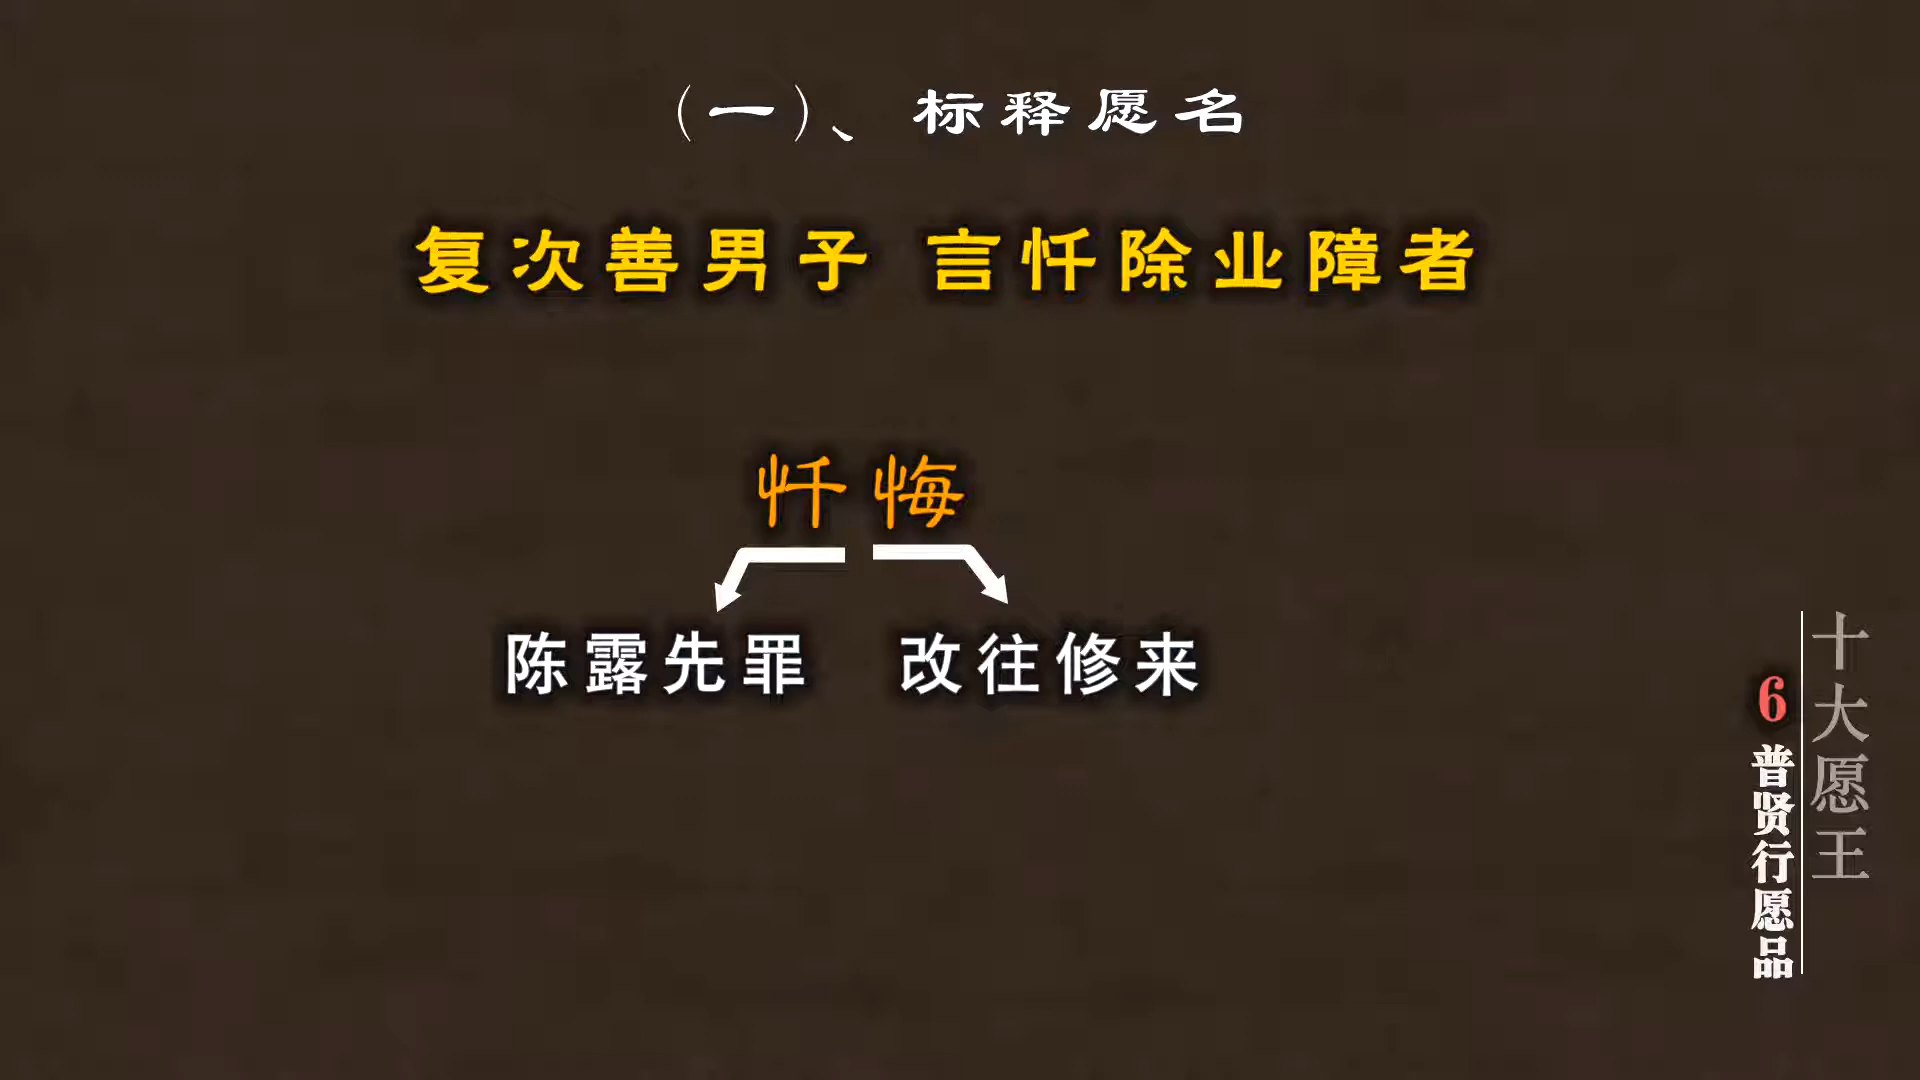 （一）、标释愿名
复次善男子 言忏除业障者
忏悔
陈露先罪 改往修来
十大愿王
6 普贤行愿品